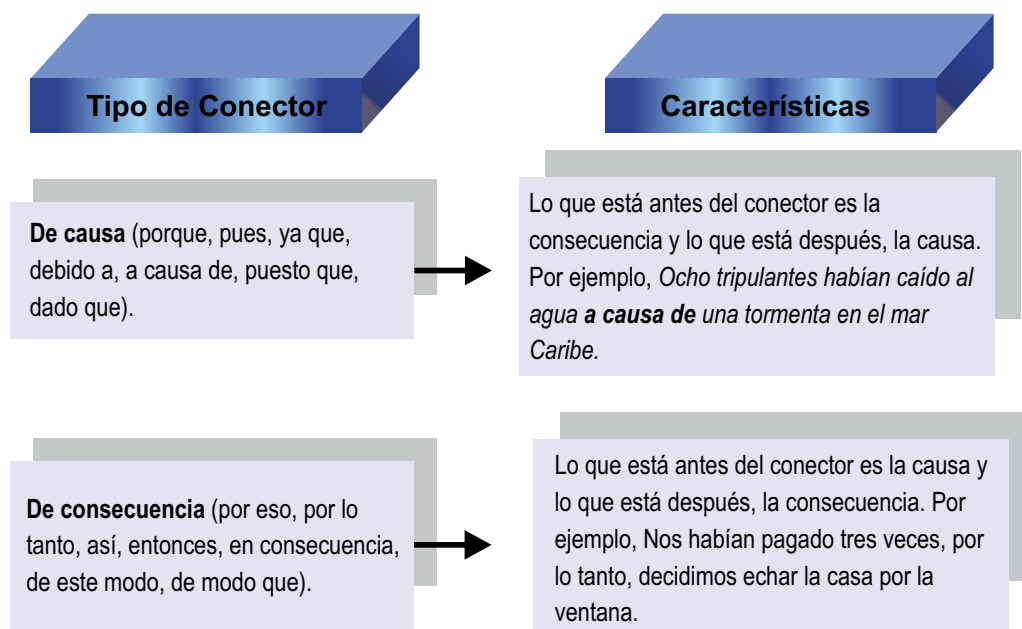 Tipo de Conector
Característísticas
De causa (porque, pues, ya que,
debido a, a causa de, puesto que,
dado que).
Lo que está antes del conector es la
consecuencia y lo que está después, la causa.
Por ejemplo, Ocho tripulantes habían caído al
agua a causa de una tormenta en el mar
Caribe.
De consecuencia (por eso, por lo
tanto, así, entonces, en consecuencia,
de este modo, de modo que).
Lo que está antes del conector es la causa y
lo que está después, la consecuencia. Por
ejemplo, Nos habían pagado tres veces, por
lo tanto, decidimos echar la casa por la
ventana.